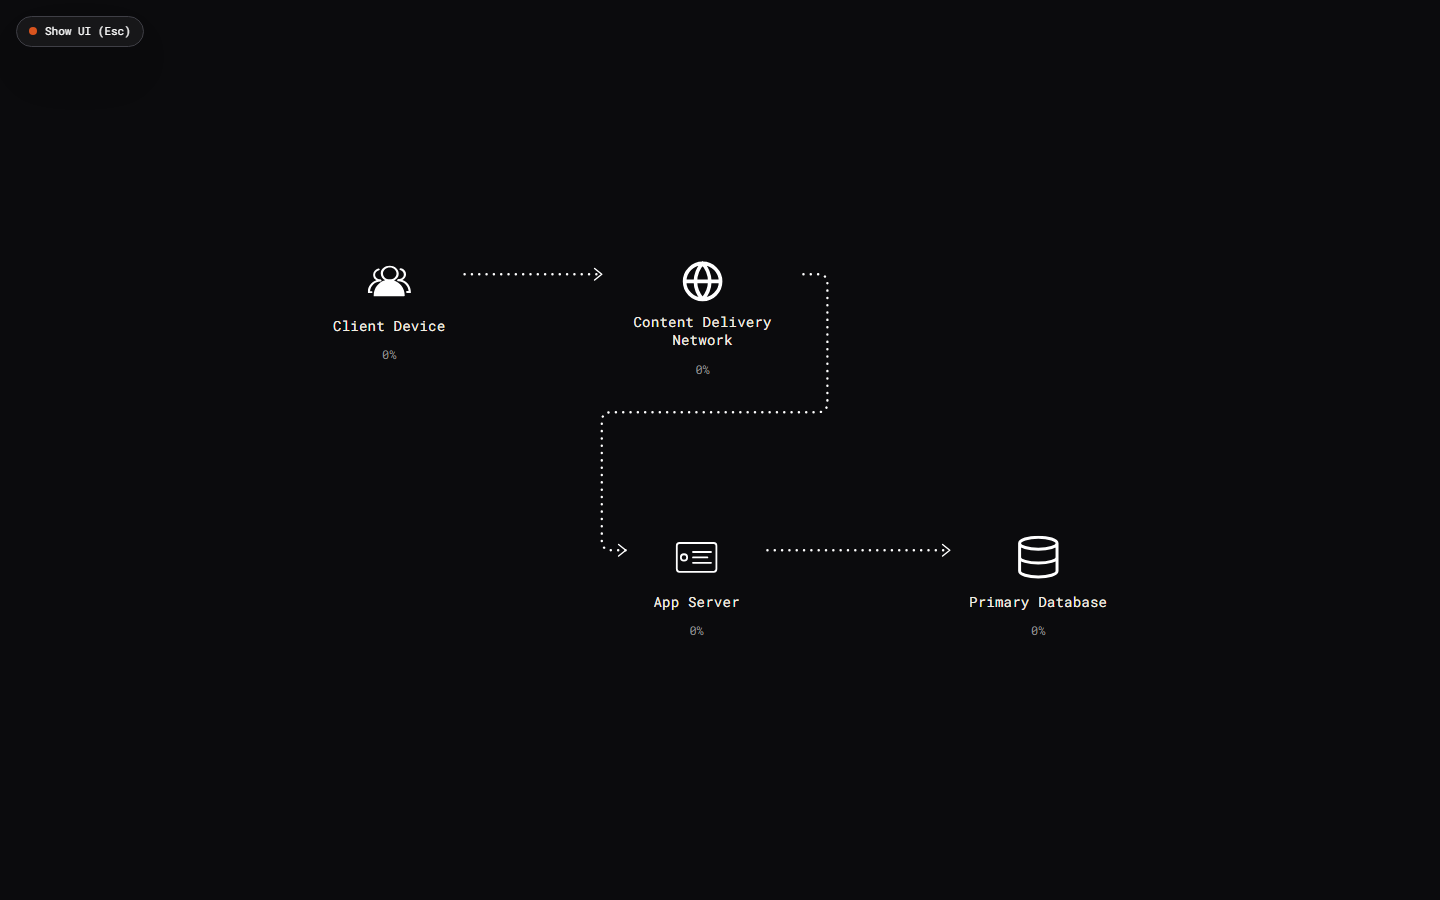 Show UI (Esc)
Client Device
0%
Content Delivery
Network
0%
App Server
0%
Primary Database
0%